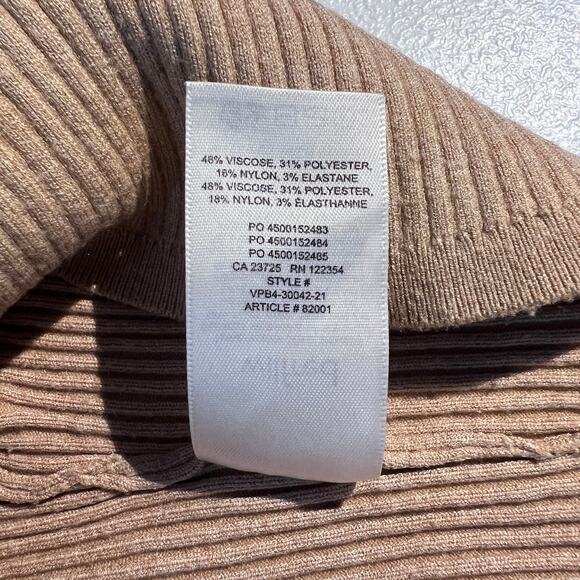 48% VISCOSE, 31% POLYESTER,
18% NYLON, 3% ELASTANE
48% VISCOSE, 31% POLYESTER,
18% NYLON, 3% ÉLASTHANNE
PO 4500152483
PO 4500152484
PO 4500152485
CA 23725 RN 122354
STYLE #
VPB4-30042-21
ARTICLE # 82001